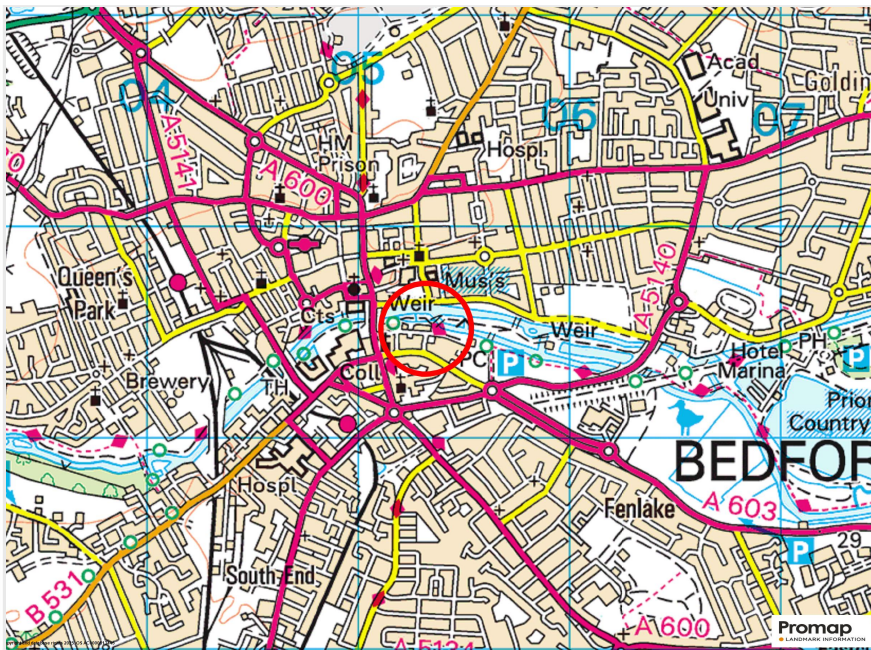 05
04
Acad
Goldin
Univ
06
07
HM
Prison
Hospl
A 5141
A 600
Queen's
Park
Mus's
A 5140
Weir
Cts
Weir
PH
PC
P
Hotel
P
Marina
Brewery
TH
Coll
Prior
Country
BEDFOR
Hospl
A 603
Fenlake
29
P
South End
B 531
A 600
A 5134
Promap
LANDMARK INFORMATION